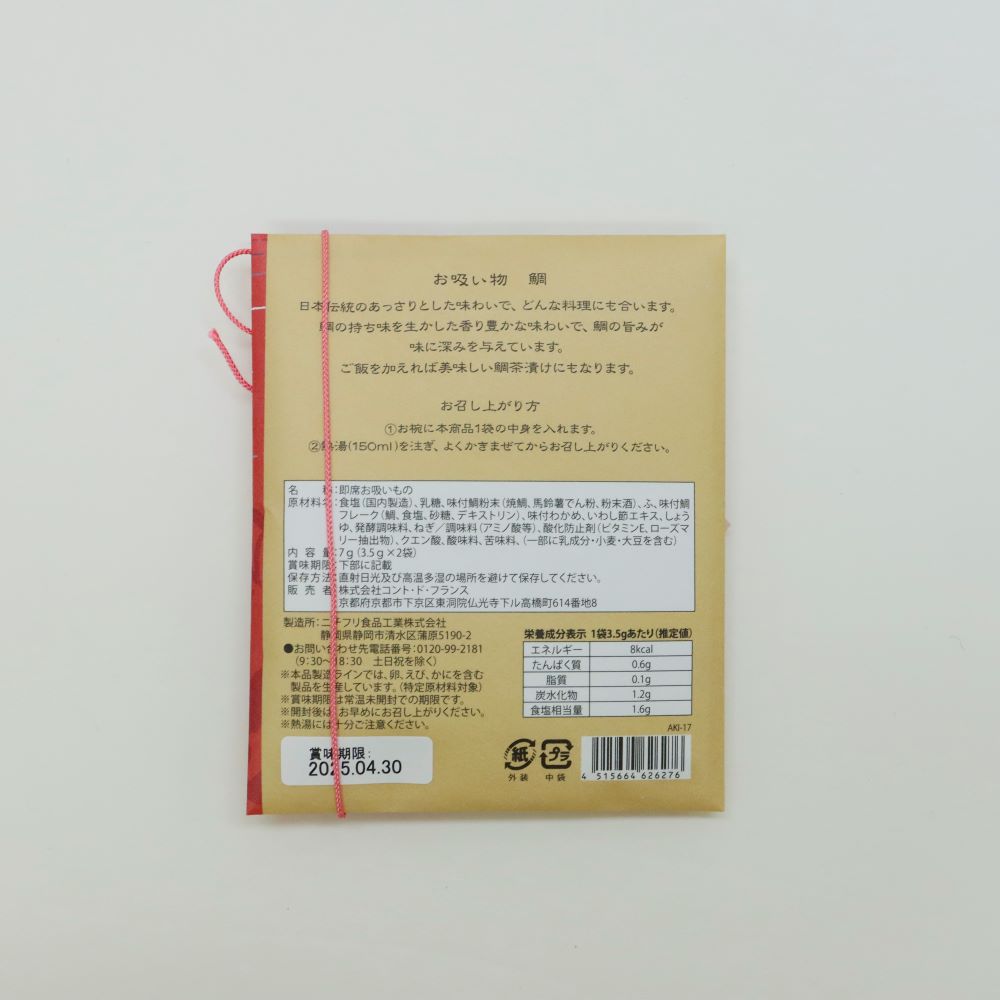 お吸い物 鯛
日本伝統のあっさりとした味わいで、どんな料理にも合います。
鯛の持ち味を生かした香り豊かな味わいで、鯛の旨みが
味に深みを与えています。
ご飯を加えれば美味しい鯛茶漬けにもなります。
お召し上がり方
①お椀に本商品1袋の中身を入れます。
②熱湯(150ml)を注ぎ、よくかきまぜてからお召し上がりください。
名 称:即席お吸いもの
原材料名:食塩(国内製造)、乳糖、味付鯛粉末(焼鯛、馬鈴薯でん粉、粉末酒)、ふ、味付鯛
フレーク(鯛、食塩、砂糖、デキストリン)、味付わかめ、いわし節エキス、しょう
ゆ、発酵調味料、ねぎ/調味料(アミノ酸等)、酸化防止剤(ビタミンE、ローズマ
リー抽出物)、クエン酸、酸味料、苦味料、(一部に乳成分・小麦・大豆を含む)
内 容 量:7g(3.5g×2袋)
賞味期限:下部に記載
保存方法:直射日光及び高温多湿の場所を避けて保存してください。
販 売 者:株式会社コント・ド・フランス
京都府京都市下京区東洞院仏光寺下ル高橋町614番地8
製造所:ニチフリ食品工業株式会社
静岡県静岡市清水区蒲原5190-2
●お問い合わせ先電話番号:0120-99-2181
(9:30~18:30 土日祝を除く)
※本品製造ラインでは、卵、えび、かにを含む
製品を生産しています。(特定原材料対象)
※賞味期限は常温未開封での期限です。
※開封後は、お早めにお召し上がりください。
※熱湯には十分ご注意ください。
栄養成分表示 1袋3.5gあたり(推定値)
エネルギー 8kcal
たんぱく質 0.6g
脂質 0.1g
炭水化物 1.2g
食塩相当量 1.6g
AKI-17
賞味期限:
2025.04.30
紙
外装
プラ
中袋
4 515664 626276